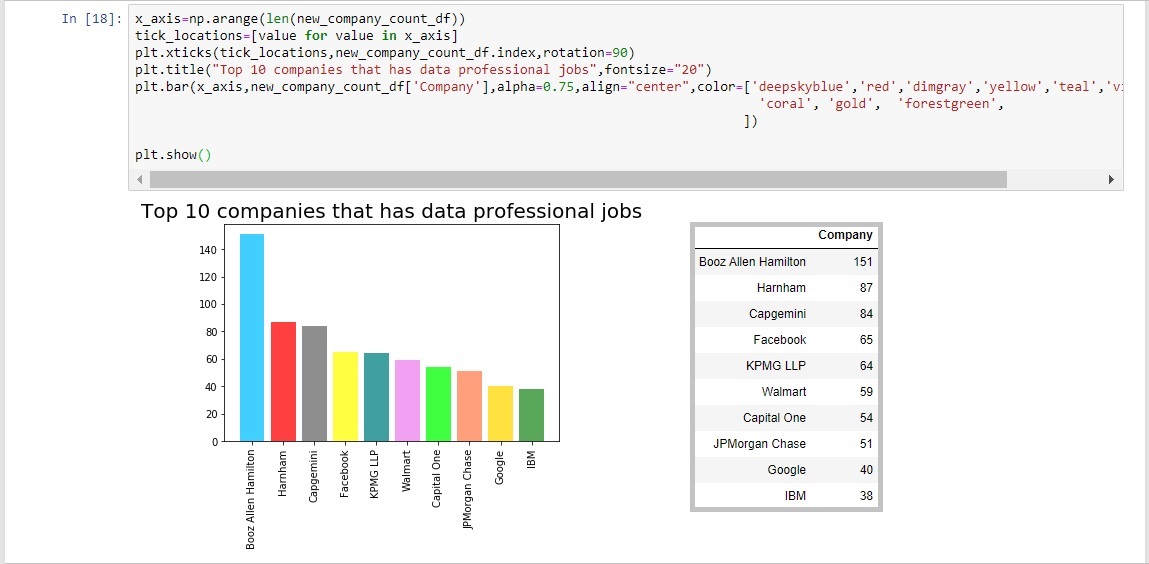 In [18]: x_axis=np.arange(len(new_company_count_df))
tick_locations=[value for value in x_axis]
plt.xticks(tick_locations,new_company_count_df.index,rotation=90)
plt.title("Top 10 companies that has data professional jobs",fontsize="20")
plt.bar(x_axis,new_company_count_df['Company'],alpha=0.75,align="center",color=['deepskyblue','red','dimgray','yellow','teal',
'coral', 'gold', 'forestgreen',
])
plt.show()
Top 10 companies that has data professional jobs
140
120
100
80
60
40
20
0
Booz Allen Hamilton
Harnham
Capgemini
Facebook
KPMG LLP
Walmart
Capital One
JPMorgan Chase
Google
IBM
Company
Booz Allen Hamilton 151
Harnham 87
Capgemini 84
Facebook 65
KPMG LLP 64
Walmart 59
Capital One 54
JPMorgan Chase 51
Google 40
IBM 38